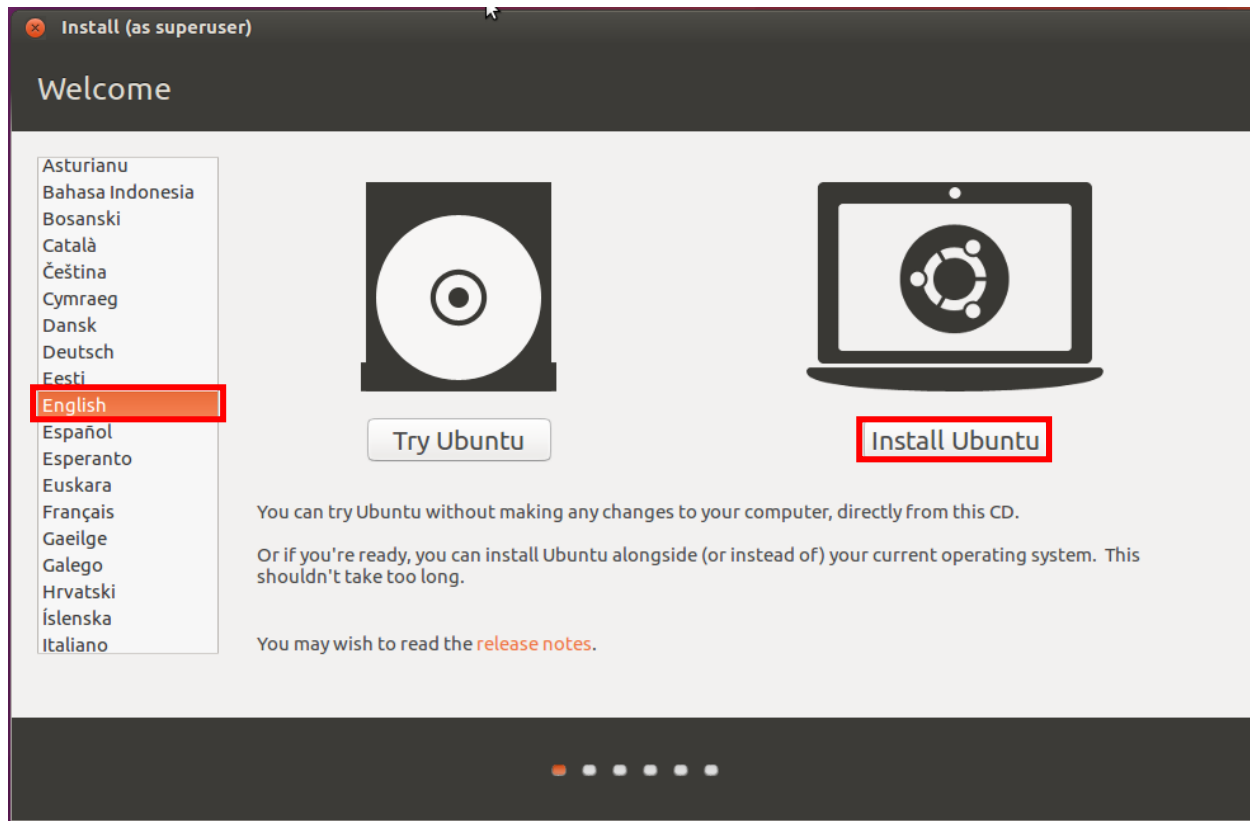 Install (as superuser)
Welcome
Asturianu
Bahasa Indonesia
Bosanski
Català
Čeština
Cymraeg
Dansk
Deutsch
Eesti
English
Español
Esperanto
Euskara
Français
Gaeilge
Galego
Hrvatski
Íslenska
Italiano
Try Ubuntu
Install Ubuntu
You can try Ubuntu without making any changes to your computer, directly from this CD.
Or if you're ready, you can install Ubuntu alongside (or instead of) your current operating system. This
shouldn't take too long.
You may wish to read the release notes.